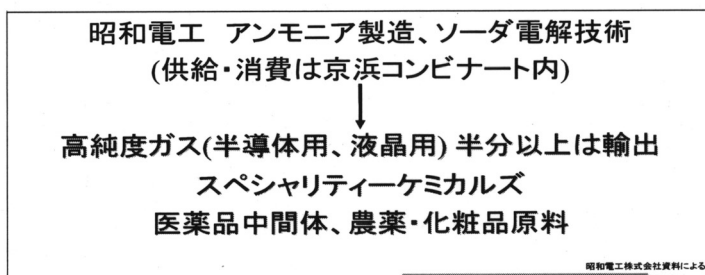 昭和電工 アンモニア製造、ソーダ電解技術
(供給・消費は京浜コンビナート内)
高純度ガス(半導体用、液晶用) 半分以上は輸出
スペシャリティーケミカルズ
医薬品中間体、農薬・化粧品原料
昭和電工株式会社資料による